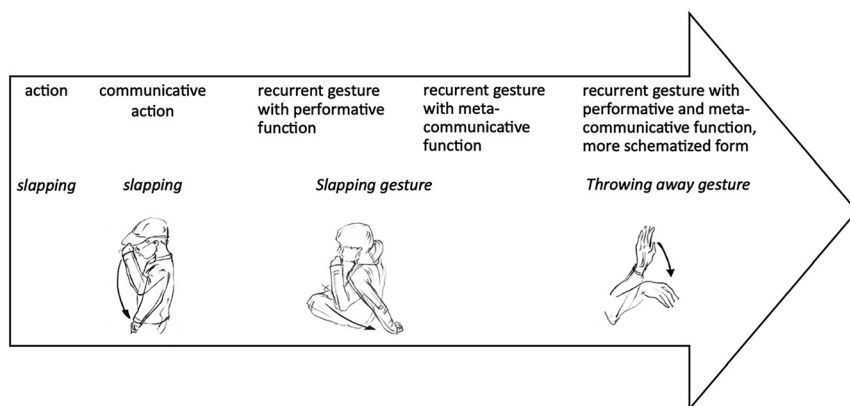 action
communicative
action
recurrent gesture
with performative
function
recurrent gesture
with meta-
communicative
function
recurrent gesture with
performative and meta-
communicative function,
more schematized form
slapping
slapping
Slapping gesture
Throwing away gesture